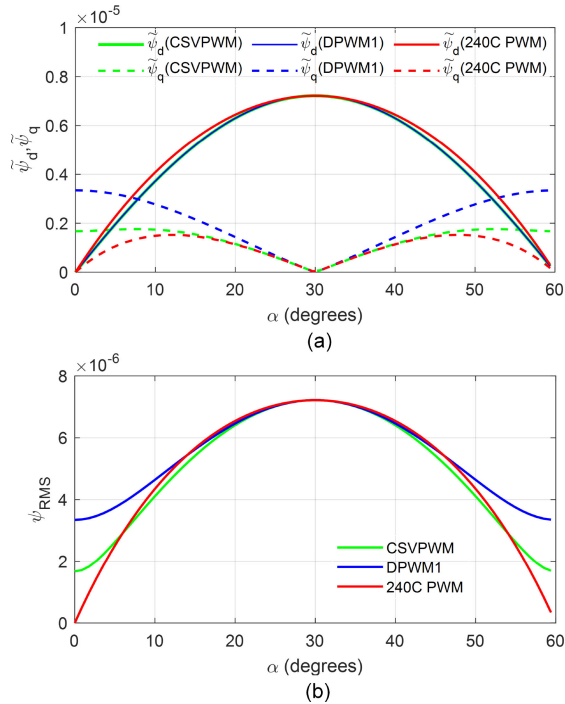 ×10⁻⁵
ψ̃d(CSVPWM) ψ̃d(DPWM1) ψ̃d(240C PWM)
ψ̃q(CSVPWM) ψ̃q(DPWM1) ψ̃q(240C PWM)
1
0.8
0.6
0.4
0.2
0
ψ̃d,ψ̃q
0 10 20 30 40 50 60
α (degrees)
(a)
×10⁻⁶
8
6
4
2
0
ψRMS
CSVPWM
DPWM1
240C PWM
0 10 20 30 40 50 60
α (degrees)
(b)